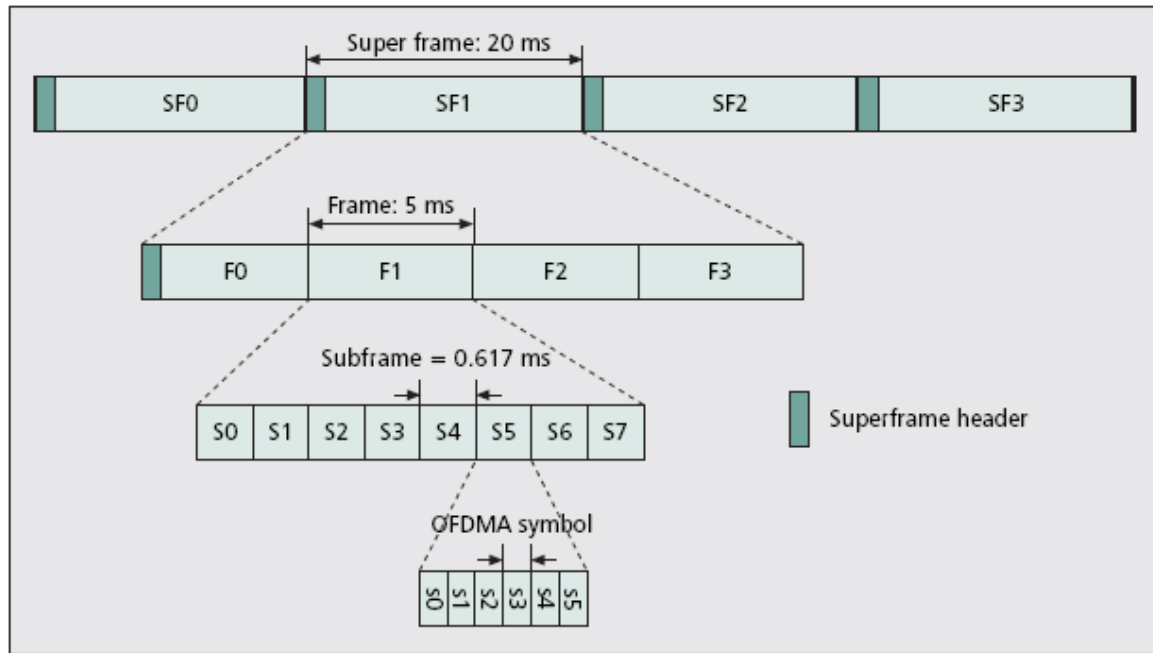 Super frame: 20 ms
SF0 SF1 SF2 SF3
Frame: 5 ms
F0 F1 F2 F3
Subframe = 0.617 ms
S0 S1 S2 S3 S4 S5 S6 S7
Superframe header
OFDMA symbol
s0 s1 s2 s3 s4 s5